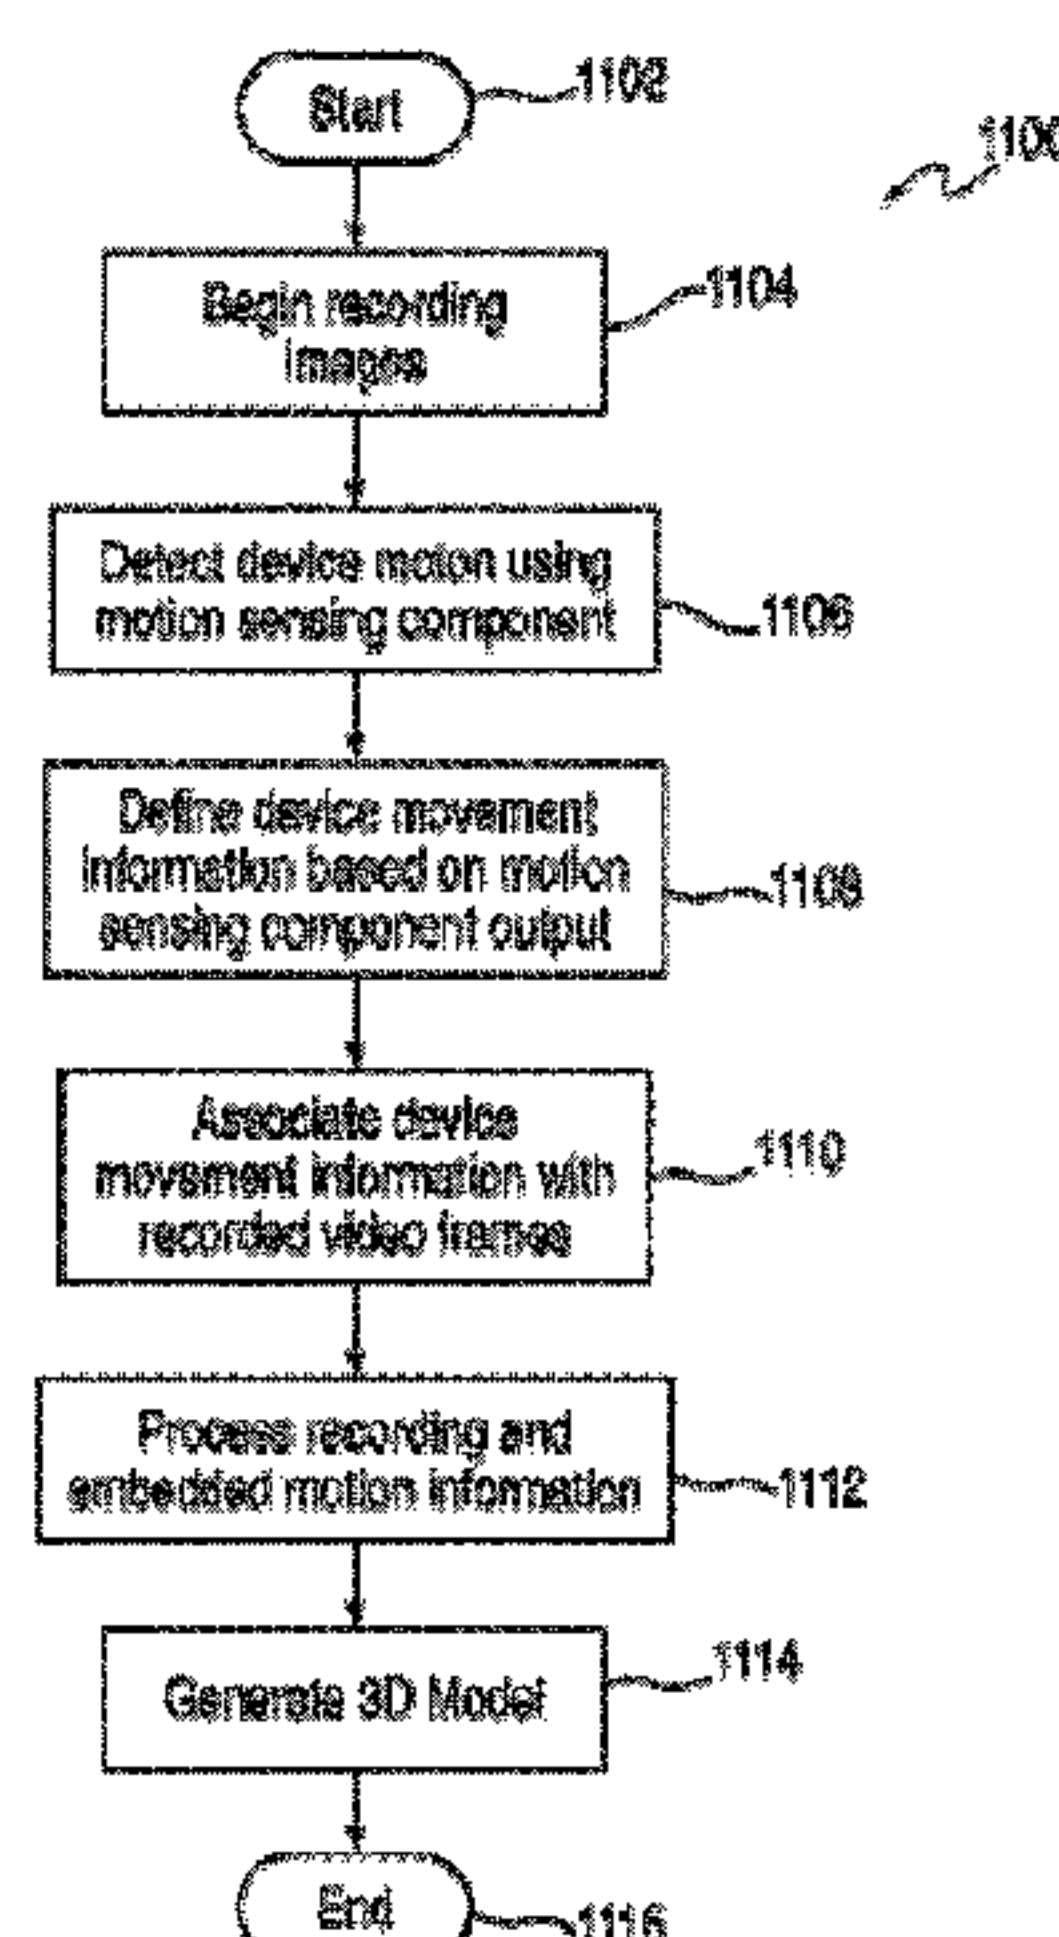 Start
1102
1100
Begin recording
images
1104
Detect device moton using
motion sensing component
1106
Define device movement
information based on motion
sensing component output
1108
Associate device
movement information with
recorded video frames
1110
Process recording and
embedded motion information
1112
Generate 3D Model
1114
End
1116